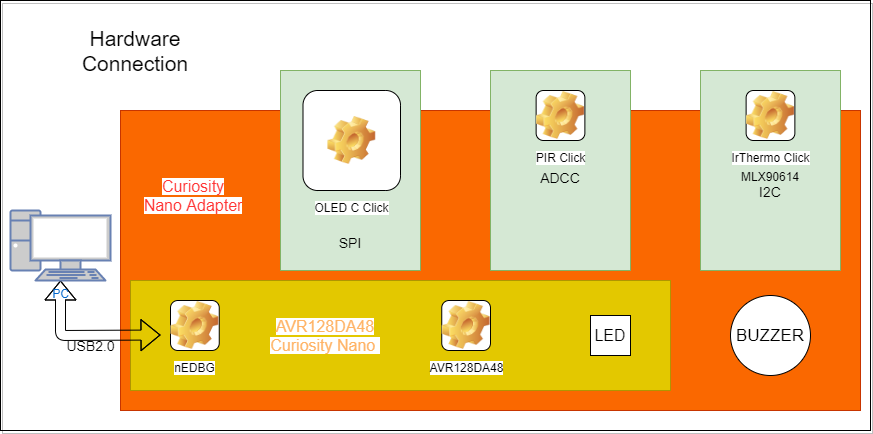 Hardware
Connection
OLED C Click
SPI
PIR Click
ADCC
IrThermo Click
MLX90614
I2C
Curiosity
Nano Adapter
PC
USB2.0
nEDBG
AVR128DA48
Curiosity Nano
AVR128DA48
LED
BUZZER